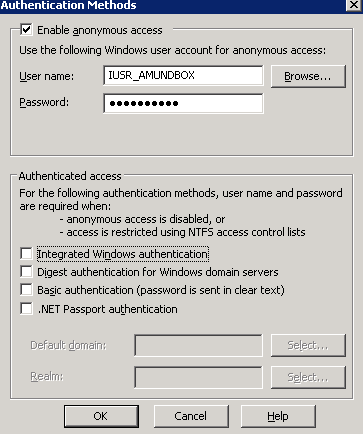 Authentication Methods
Enable anonymous access
Use the following Windows user account for anonymous access:
User name: IUSR_AMUNDBOX Browse...
Password: ●●●●●●●●●●
Authenticated access
For the following authentication methods, user name and password
are required when:
- anonymous access is disabled, or
- access is restricted using NTFS access control lists
Integrated Windows authentication
Digest authentication for Windows domain servers
Basic authentication (password is sent in clear text)
.NET Passport authentication
Default domain: Select...
Realm: Select...
OK Cancel Help